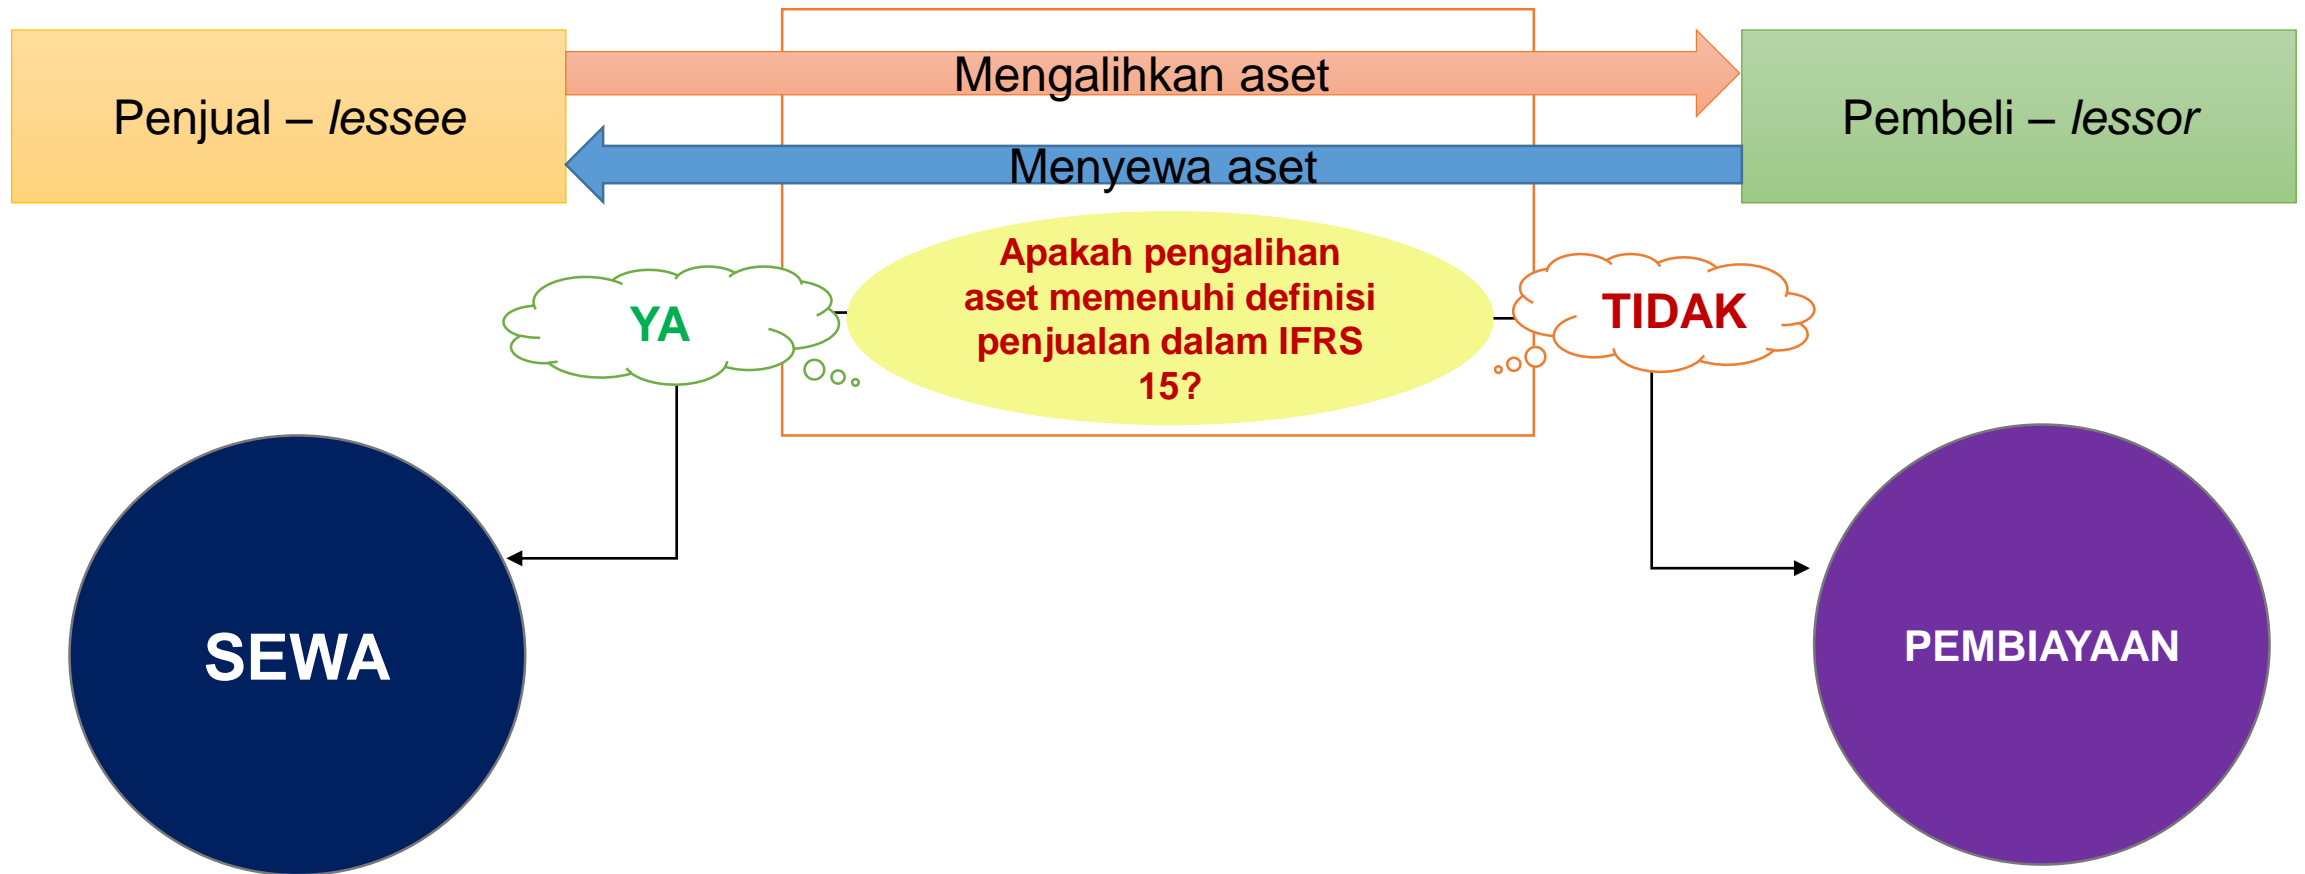 Mengalihkan aset
Penjual – lessee
Pembeli – lessor
Menyewa aset
Apakah pengalihan
aset memenuhi definisi
penjualan dalam IFRS
15?
YA
TIDAK
SEWA
PEMBIAYAAN